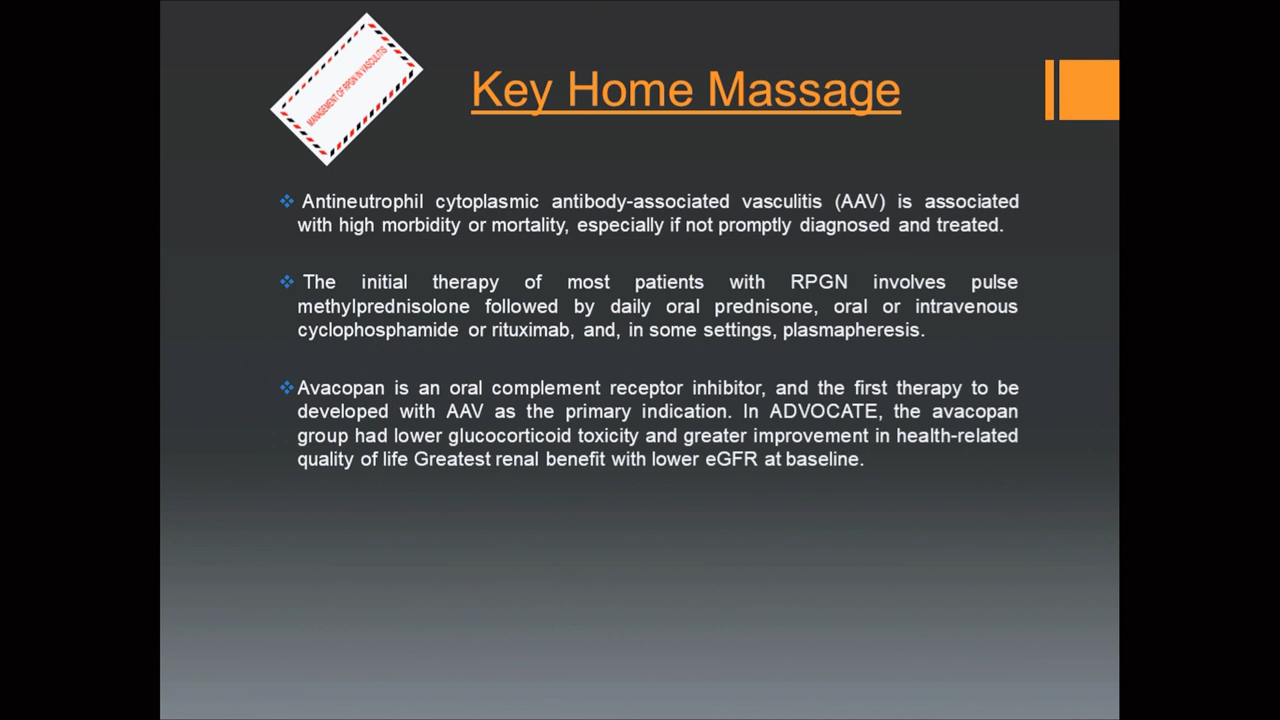 MANAGEMENT OF RPGN IN VASCULITIS
Key Home Massage
Antineutrophil cytoplasmic antibody-associated vasculitis (AAV) is associated
with high morbidity or mortality, especially if not promptly diagnosed and treated.
The initial therapy of most patients with RPGN involves pulse
methylprednisolone followed by daily oral prednisone, oral or intravenous
cyclophosphamide or rituximab, and, in some settings, plasmapheresis.
Avacopan is an oral complement receptor inhibitor, and the first therapy to be
developed with AAV as the primary indication. In ADVOCATE, the avacopan
group had lower glucocorticoid toxicity and greater improvement in health-related
quality of life Greatest renal benefit with lower eGFR at baseline.